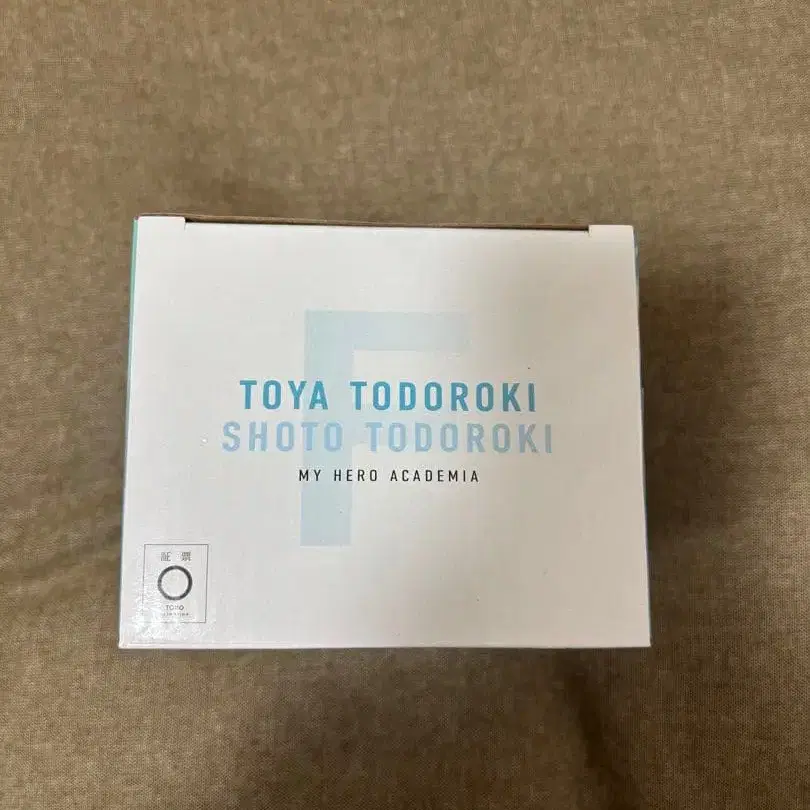 F
TOYA TODOROKI
SHOTO TODOROKI
MY HERO ACADEMIA
証 票
TOHO